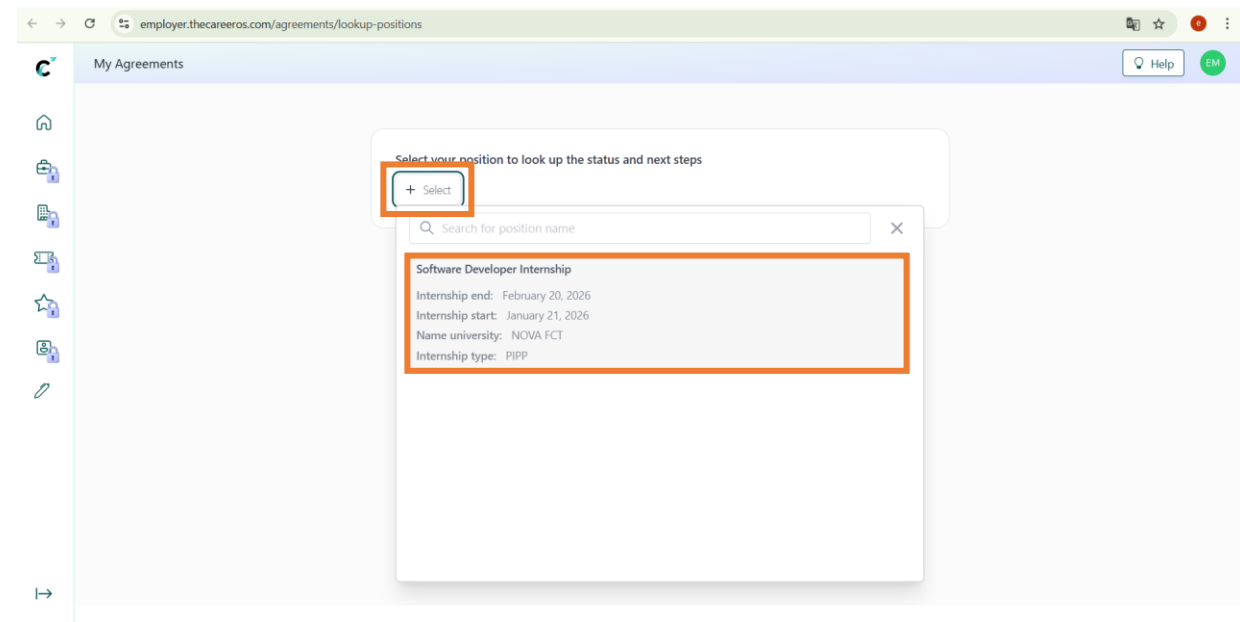 employer.thecareeros.com/agreements/lookup-positions
e
My Agreements
Help
EM
Select your position to look up the status and next steps
+ Select
Search for position name
Software Developer Internship
Internship end: February 20, 2026
Internship start: January 21, 2026
Name university: NOVA FCT
Internship type: PIPP